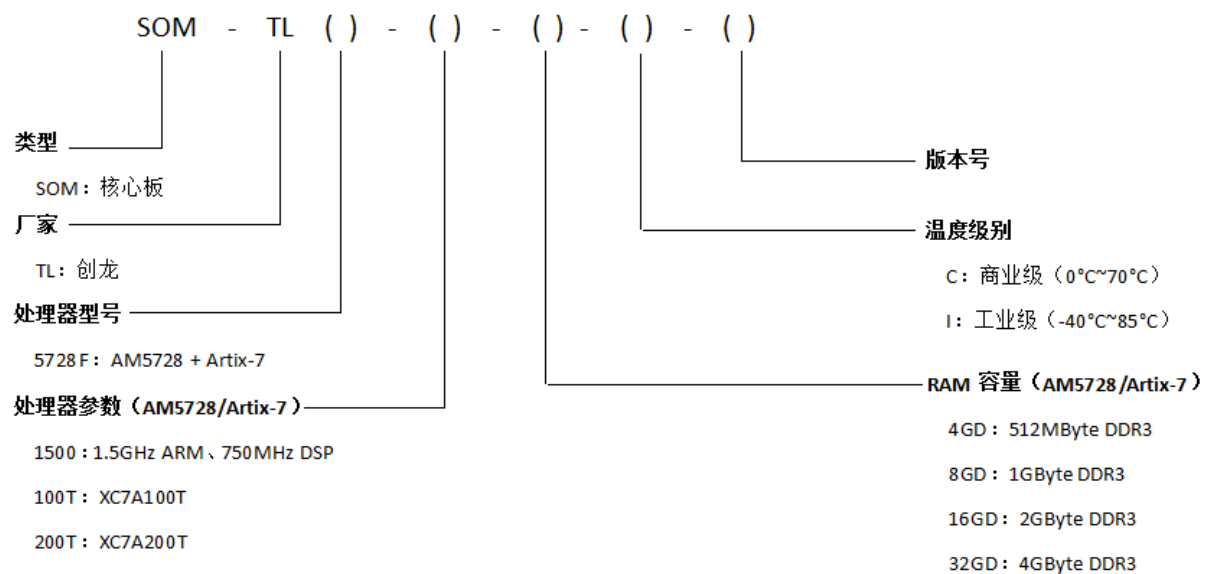 SOM - TL ( ) - ( ) - ( ) - ( ) - ( )
类型
SOM：核心板
厂家
TL：创龙
处理器型号
5728F：AM5728 + Artix-7
处理器参数（AM5728/Artix-7）
1500：1.5GHz ARM、750MHz DSP
100T：XC7A100T
200T：XC7A200T
版本号
温度级别
C：商业级（0°C~70°C）
I：工业级（-40°C~85°C）
RAM 容量（AM5728/Artix-7）
4GD：512MByte DDR3
8GD：1GByte DDR3
16GD：2GByte DDR3
32GD：4GByte DDR3